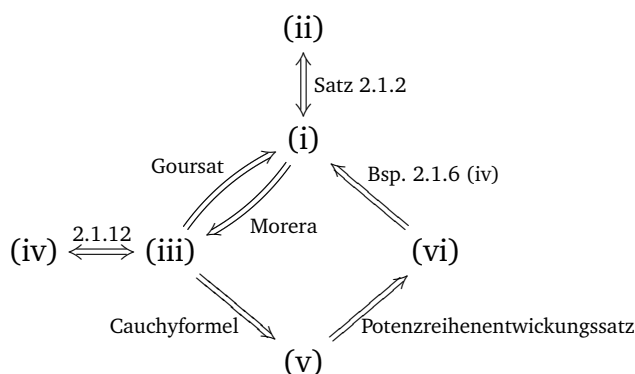 (ii)
Satz 2.1.2
(i)
Goursat
Bsp. 2.1.6 (iv)
Morera
(iv) 2.1.12 (iii) (vi)
Cauchyformel
Potenzreihenentwickungssatz
(v)